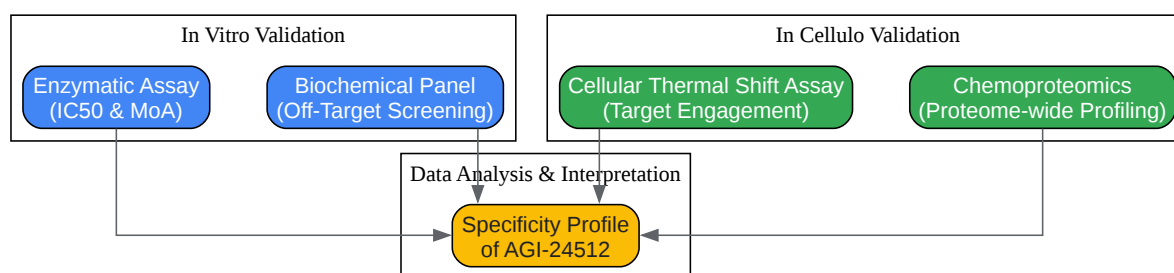 In Vitro Validation
Enzymatic Assay
(IC50 & MoA)
Biochemical Panel
(Off-Target Screening)
In Cellulo Validation
Cellular Thermal Shift Assay
(Target Engagement)
Chemoproteomics
(Proteome-wide Profiling)
Data Analysis & Interpretation
Specificity Profile
of AGI-24512